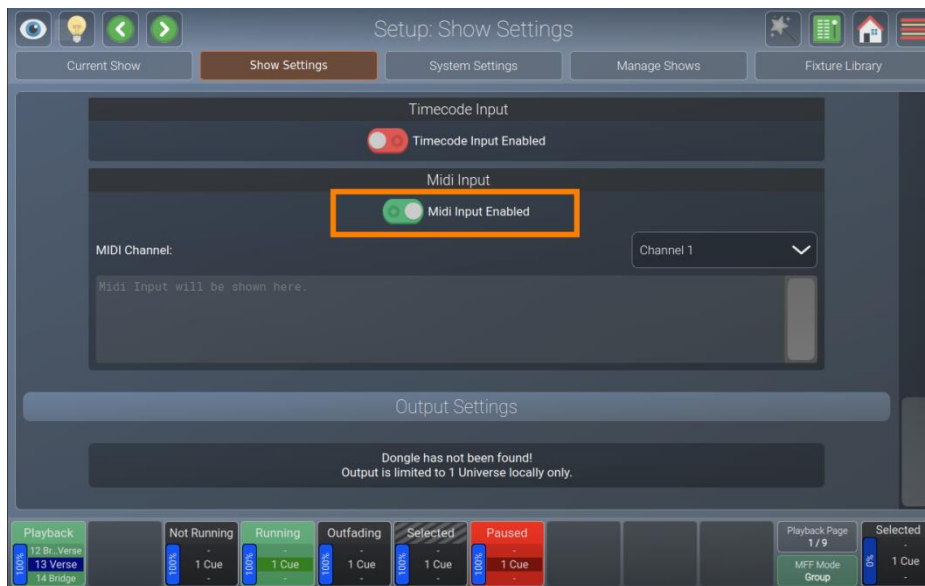 Setup: Show Settings
Current Show
Show Settings
System Settings
Manage Shows
Fixture Library
Timecode Input
Timecode Input Enabled
Midi Input
Midi Input Enabled
MIDI Channel:
Channel 1
Midi Input will be shown here.
Output Settings
Dongle has not been found!
Output is limited to 1 Universe locally only.
Playback
100%
12 Br..Verse
13 Verse
14 Bridge
Not Running
100%
-
1 Cue
-
Running
100%
-
1 Cue
-
Outfading
100%
-
1 Cue
-
Selected
100%
-
1 Cue
-
Paused
100%
-
1 Cue
-
Playback Page
1 / 9
MFF Mode
Group
Selected
0%
-
1 Cue
-